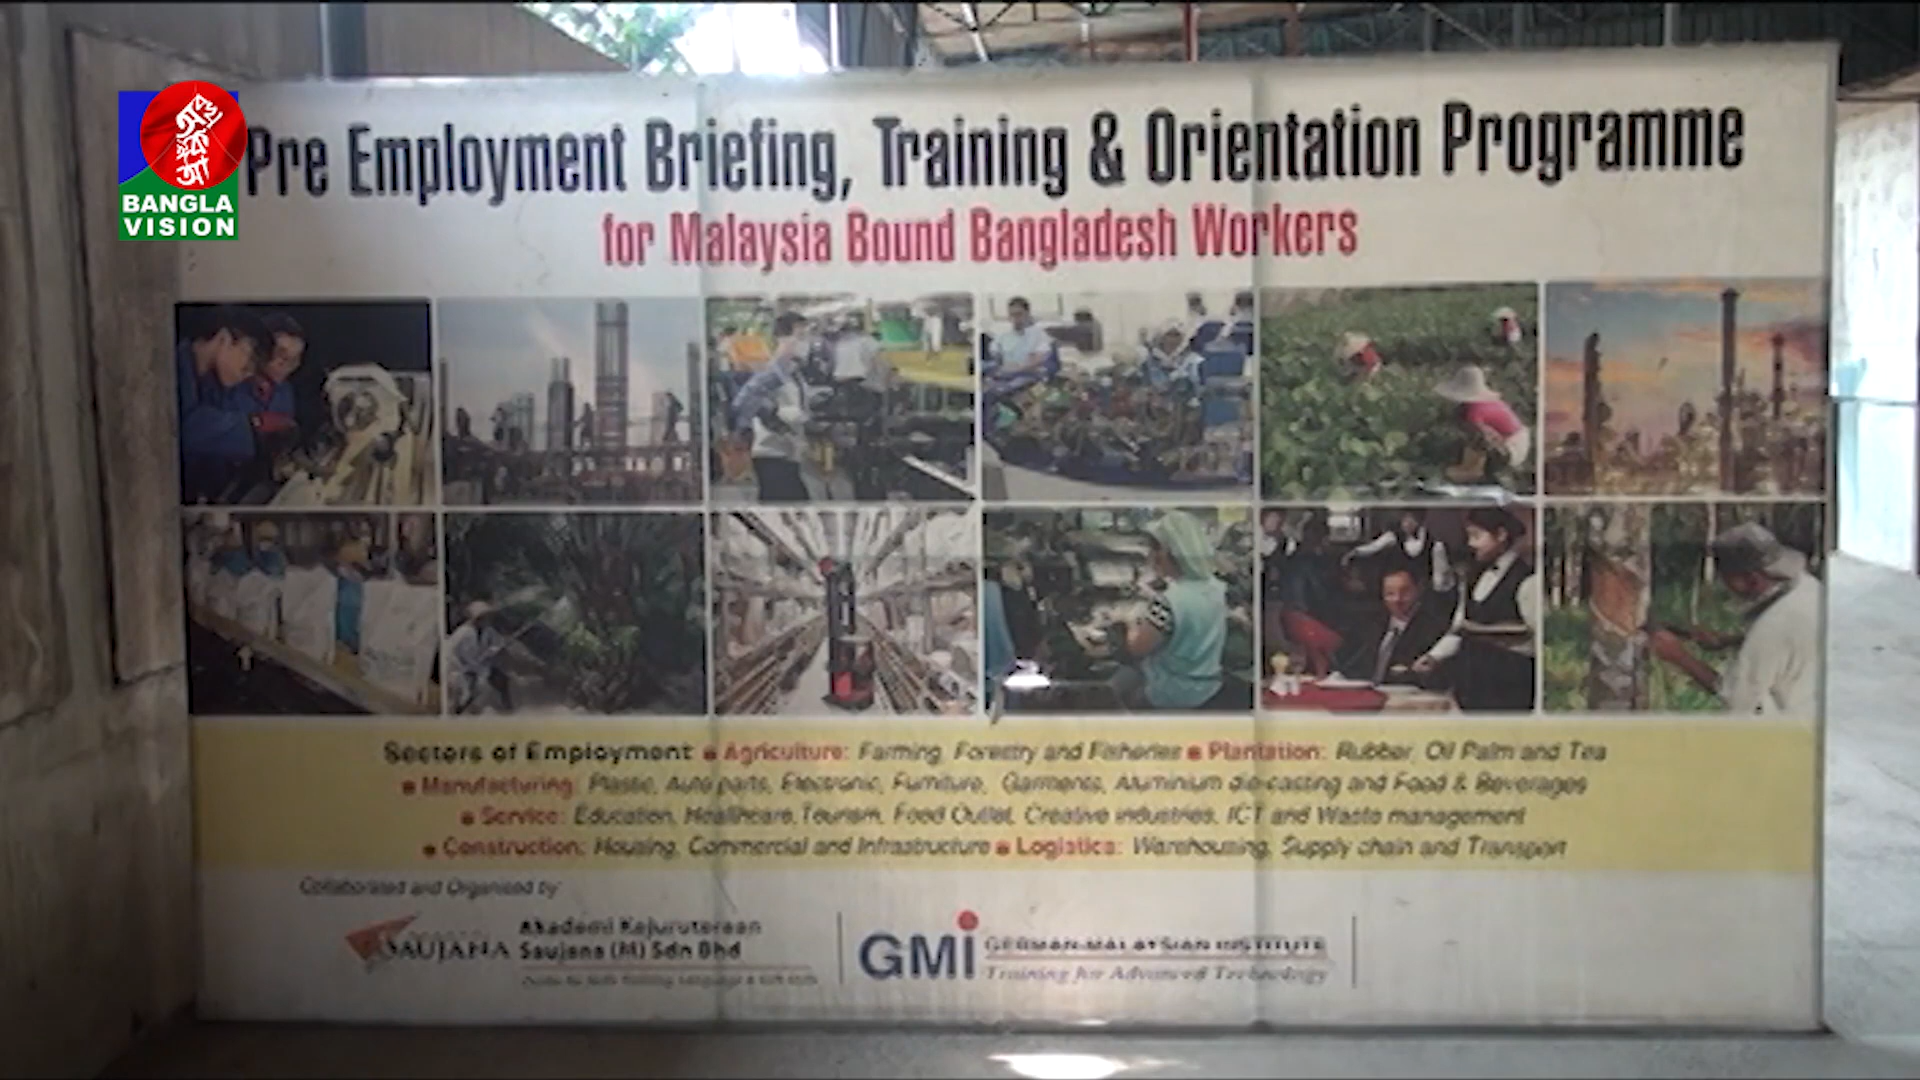 BANGLA
VISION
Pre Employment Briefing, Training & Orientation Programme
for Malaysia Bound Bangladesh Workers
Sectors of Employment Agriculture: Farming, Forestry and Fisheries Plantation: Rubber, Oil Palm and Tea
Manufacturing: Plastic, Auto parts, Electronic, Furniture, Garments, Aluminium die-casting and Food & Beverages
Service: Education, Healthcare, Tourism, Food Outlet, Creative industries, ICT and Waste management
Construction: Housing, Commercial and Infrastructure Logistics: Warehousing, Supply chain and Transport
Collaborated and Organised by
SAUJANA
Akademi Kejuruteraan
Saujana (M) Sdn Bhd
GMi
GERMAN-MALAYSIAN INSTITUTE
Training for Advanced Technology